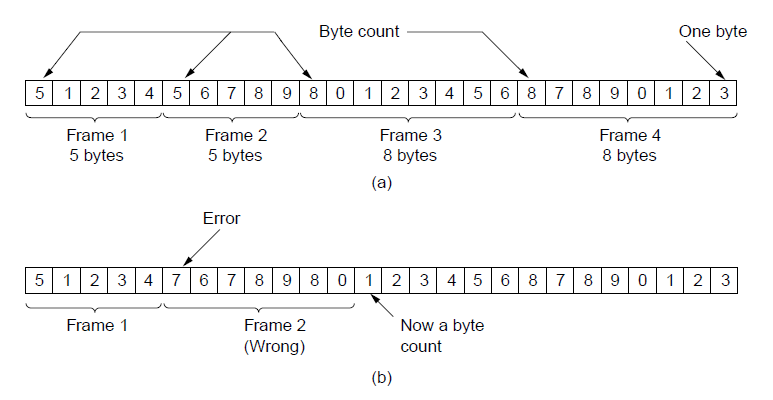 Byte count One byte
5 1 2 3 4 5 6 7 8 9 8 0 1 2 3 4 5 6 8 7 8 9 0 1 2 3
Frame 1 Frame 2 Frame 3 Frame 4
5 bytes 5 bytes 8 bytes 8 bytes
(a)
Error
5 1 2 3 4 7 6 7 8 9 8 0 1 2 3 4 5 6 8 7 8 9 0 1 2 3
Frame 1 Frame 2 Now a byte
(Wrong) count
(b)